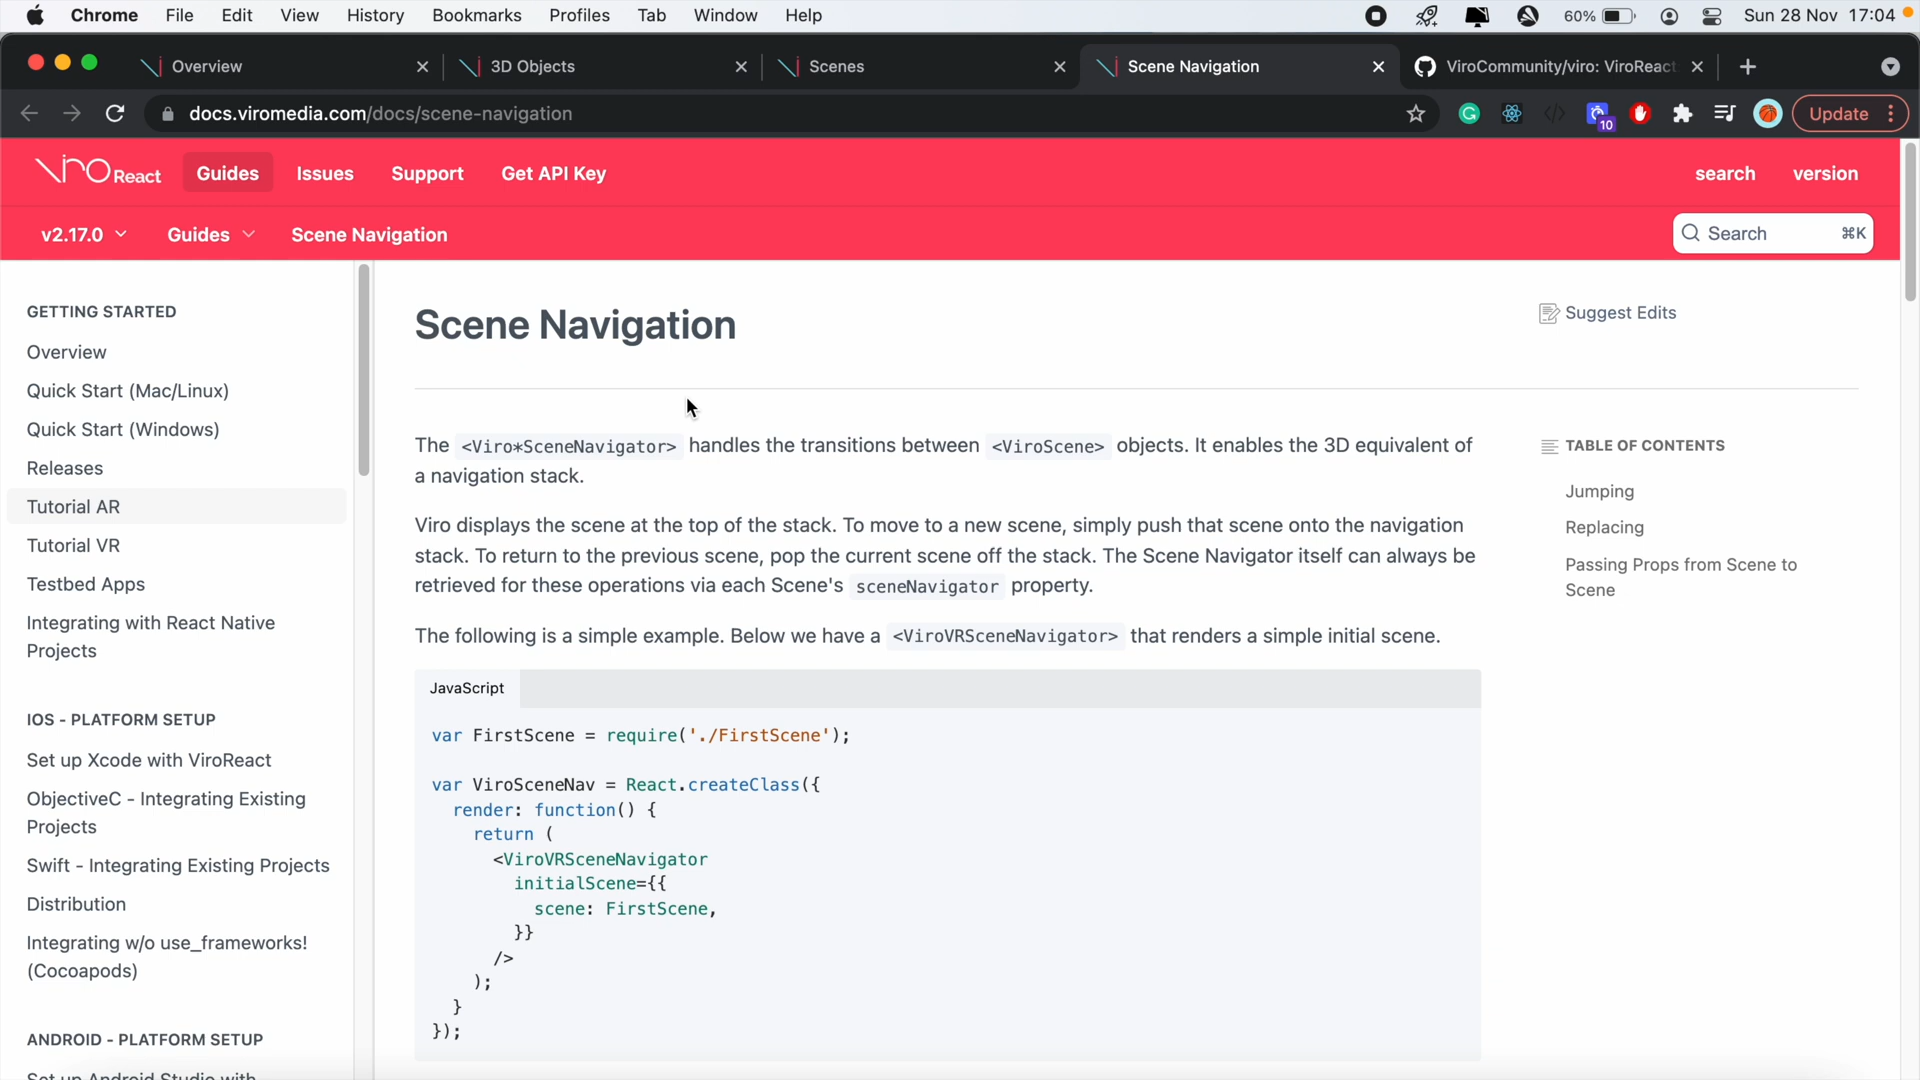 Chrome File Edit View History Bookmarks Profiles Tab Window Help 60% Sun 28 Nov 17:04
Overview 3D Objects Scenes Scene Navigation ViroCommunity/viro: ViroReact
docs.viromedia.com/docs/scene-navigation 10 Update
Viro React Guides Issues Support Get API Key search version
v2.17.0 Guides Scene Navigation Search ⌘K
GETTING STARTED
Overview
Quick Start (Mac/Linux)
Quick Start (Windows)
Releases
Tutorial AR
Tutorial VR
Testbed Apps
Integrating with React Native
Projects
IOS - PLATFORM SETUP
Set up Xcode with ViroReact
ObjectiveC - Integrating Existing
Projects
Swift - Integrating Existing Projects
Distribution
Integrating w/o use_frameworks!
(Cocoapods)
ANDROID - PLATFORM SETUP
Set up Android Studio with
Scene Navigation
Suggest Edits
The <Viro*SceneNavigator> handles the transitions between <ViroScene> objects. It enables the 3D equivalent of
a navigation stack.
Viro displays the scene at the top of the stack. To move to a new scene, simply push that scene onto the navigation
stack. To return to the previous scene, pop the current scene off the stack. The Scene Navigator itself can always be
retrieved for these operations via each Scene's sceneNavigator property.
The following is a simple example. Below we have a <ViroVRSceneNavigator> that renders a simple initial scene.
JavaScript
var FirstScene = require('./FirstScene');
var ViroSceneNav = React.createClass({
render: function() {
return (
<ViroVRSceneNavigator
initialScene={{
scene: FirstScene,
}}
/>
);
}
});
TABLE OF CONTENTS
Jumping
Replacing
Passing Props from Scene to
Scene